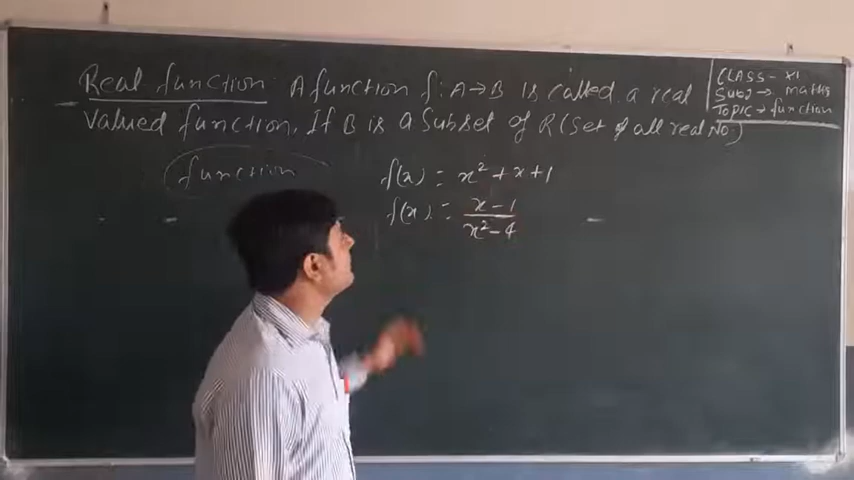 Real function A function f: A→B is called a real
Valued function, If B is a Subset of R (Set of all real No.)
CLASS - XI
Subj → maths
Topic → function
function
f(x) = x² + x + 1
f(x) = x-1 / x²-4